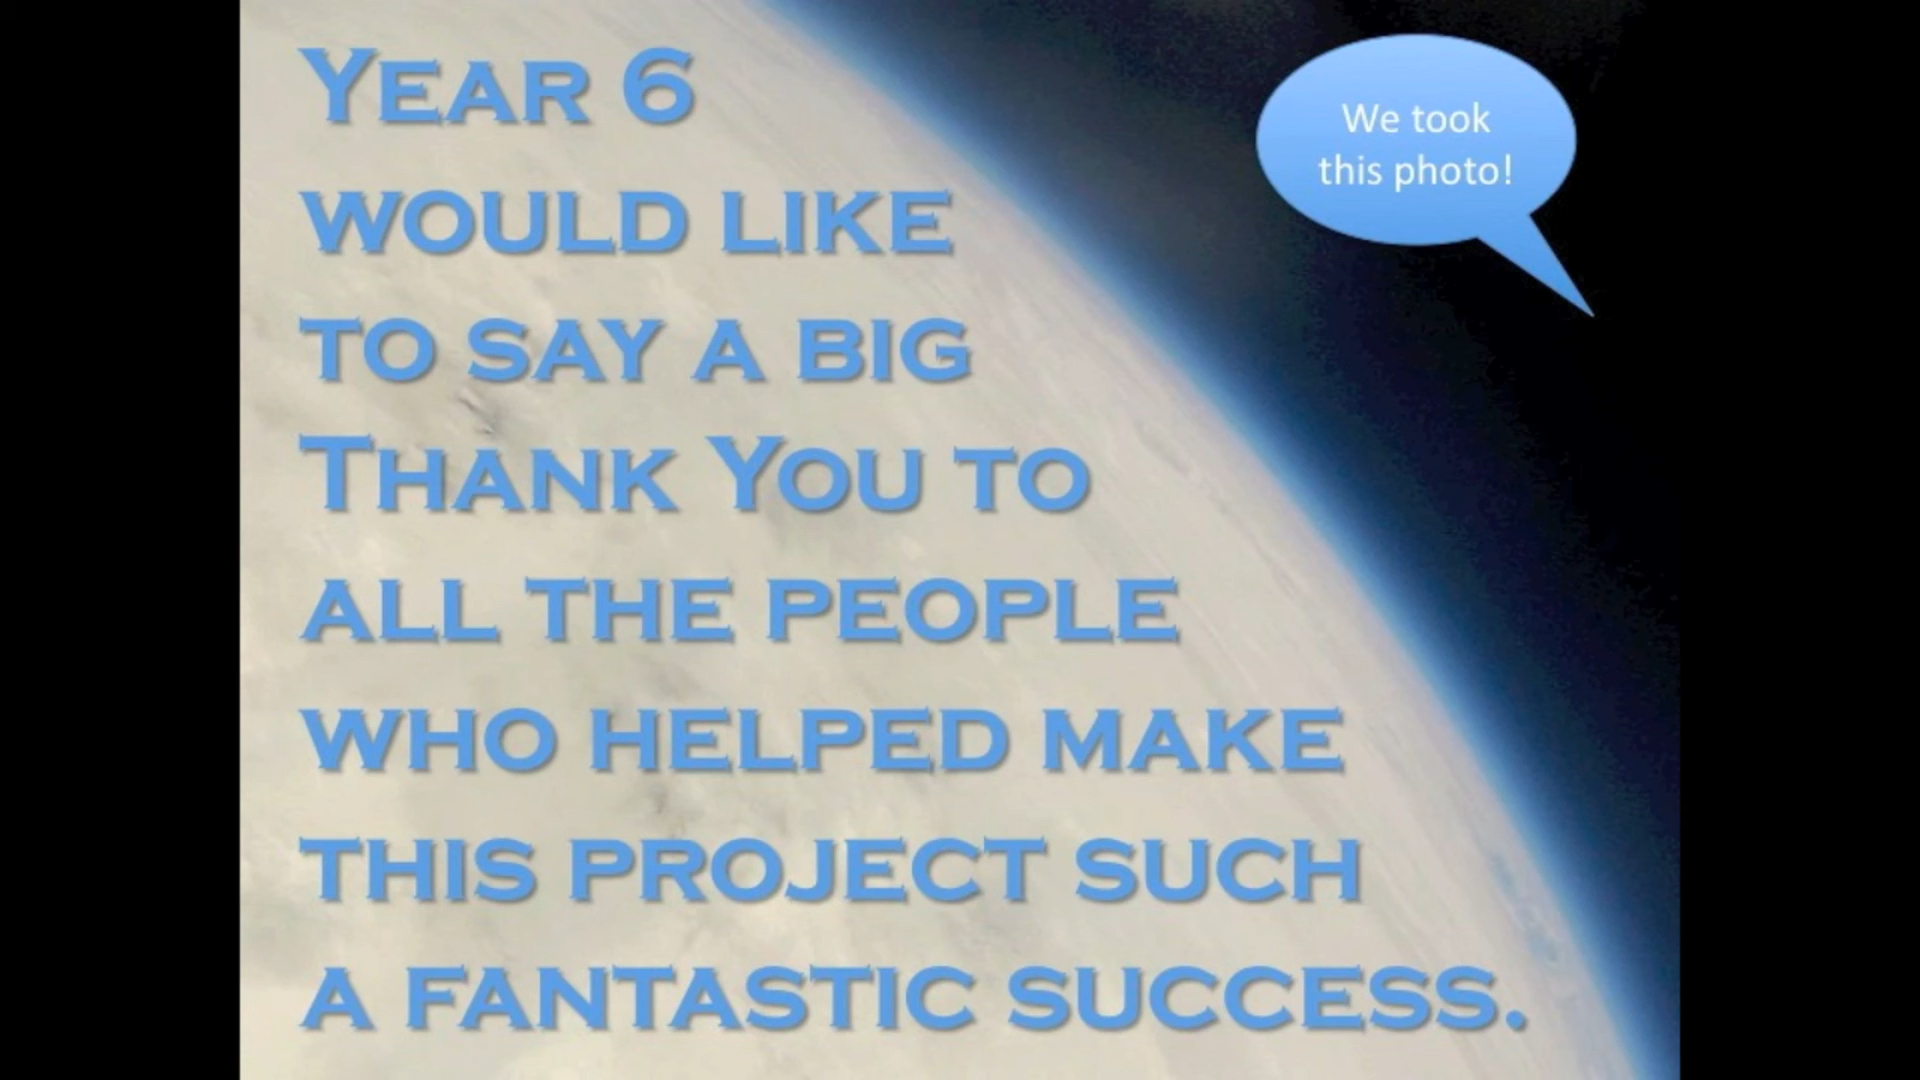 Year 6
would like
to say a big
Thank You to
all the people
who helped make
this project such
a fantastic success.
We took
this photo!